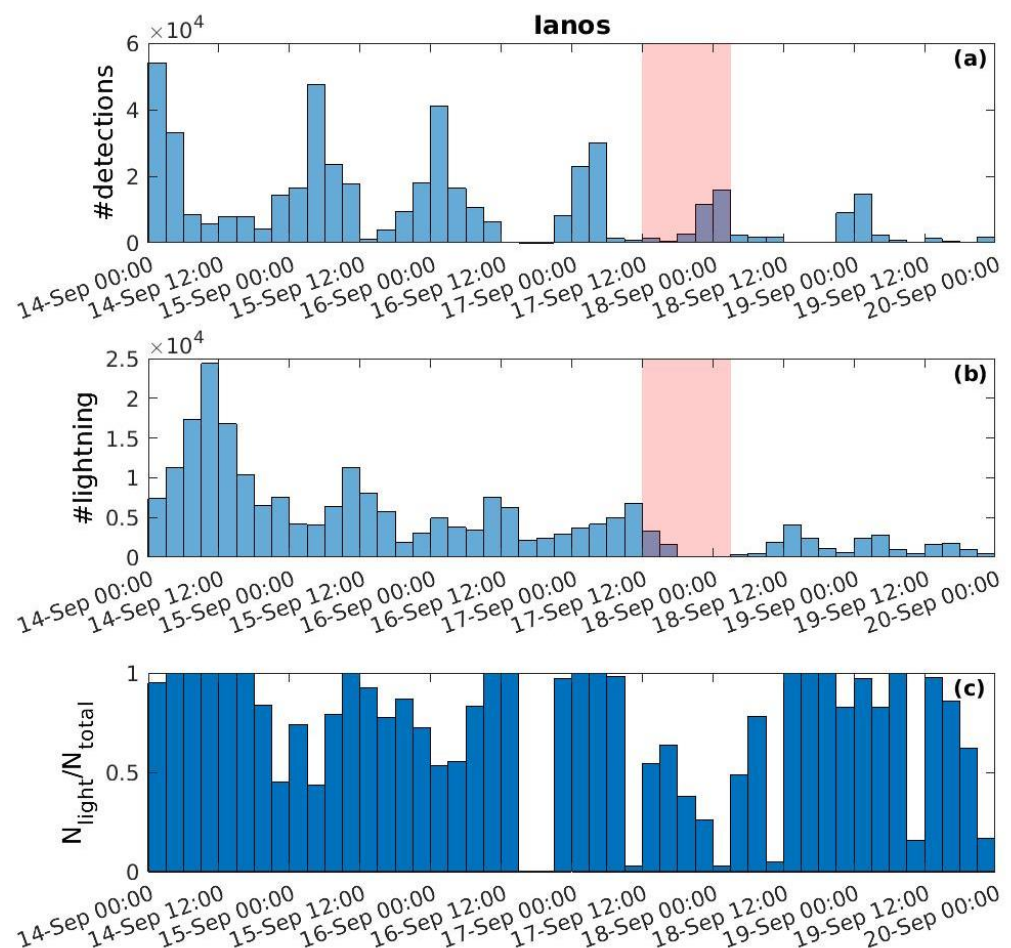 Ianos
×10⁴
(a)
6
4
2
0
#detections
14-Sep 00:00
14-Sep 12:00
15-Sep 00:00
15-Sep 12:00
16-Sep 00:00
16-Sep 12:00
17-Sep 00:00
17-Sep 12:00
18-Sep 00:00
18-Sep 12:00
19-Sep 00:00
19-Sep 12:00
20-Sep 00:00
×10⁴
(b)
2.5
2
1.5
1
0.5
0
#lightning
14-Sep 00:00
14-Sep 12:00
15-Sep 00:00
15-Sep 12:00
16-Sep 00:00
16-Sep 12:00
17-Sep 00:00
17-Sep 12:00
18-Sep 00:00
18-Sep 12:00
19-Sep 00:00
19-Sep 12:00
20-Sep 00:00
(c)
1
0.5
0
N_light/N_total
14-Sep 00:00
14-Sep 12:00
15-Sep 00:00
15-Sep 12:00
16-Sep 00:00
16-Sep 12:00
17-Sep 00:00
17-Sep 12:00
18-Sep 00:00
18-Sep 12:00
19-Sep 00:00
19-Sep 12:00
20-Sep 00:00